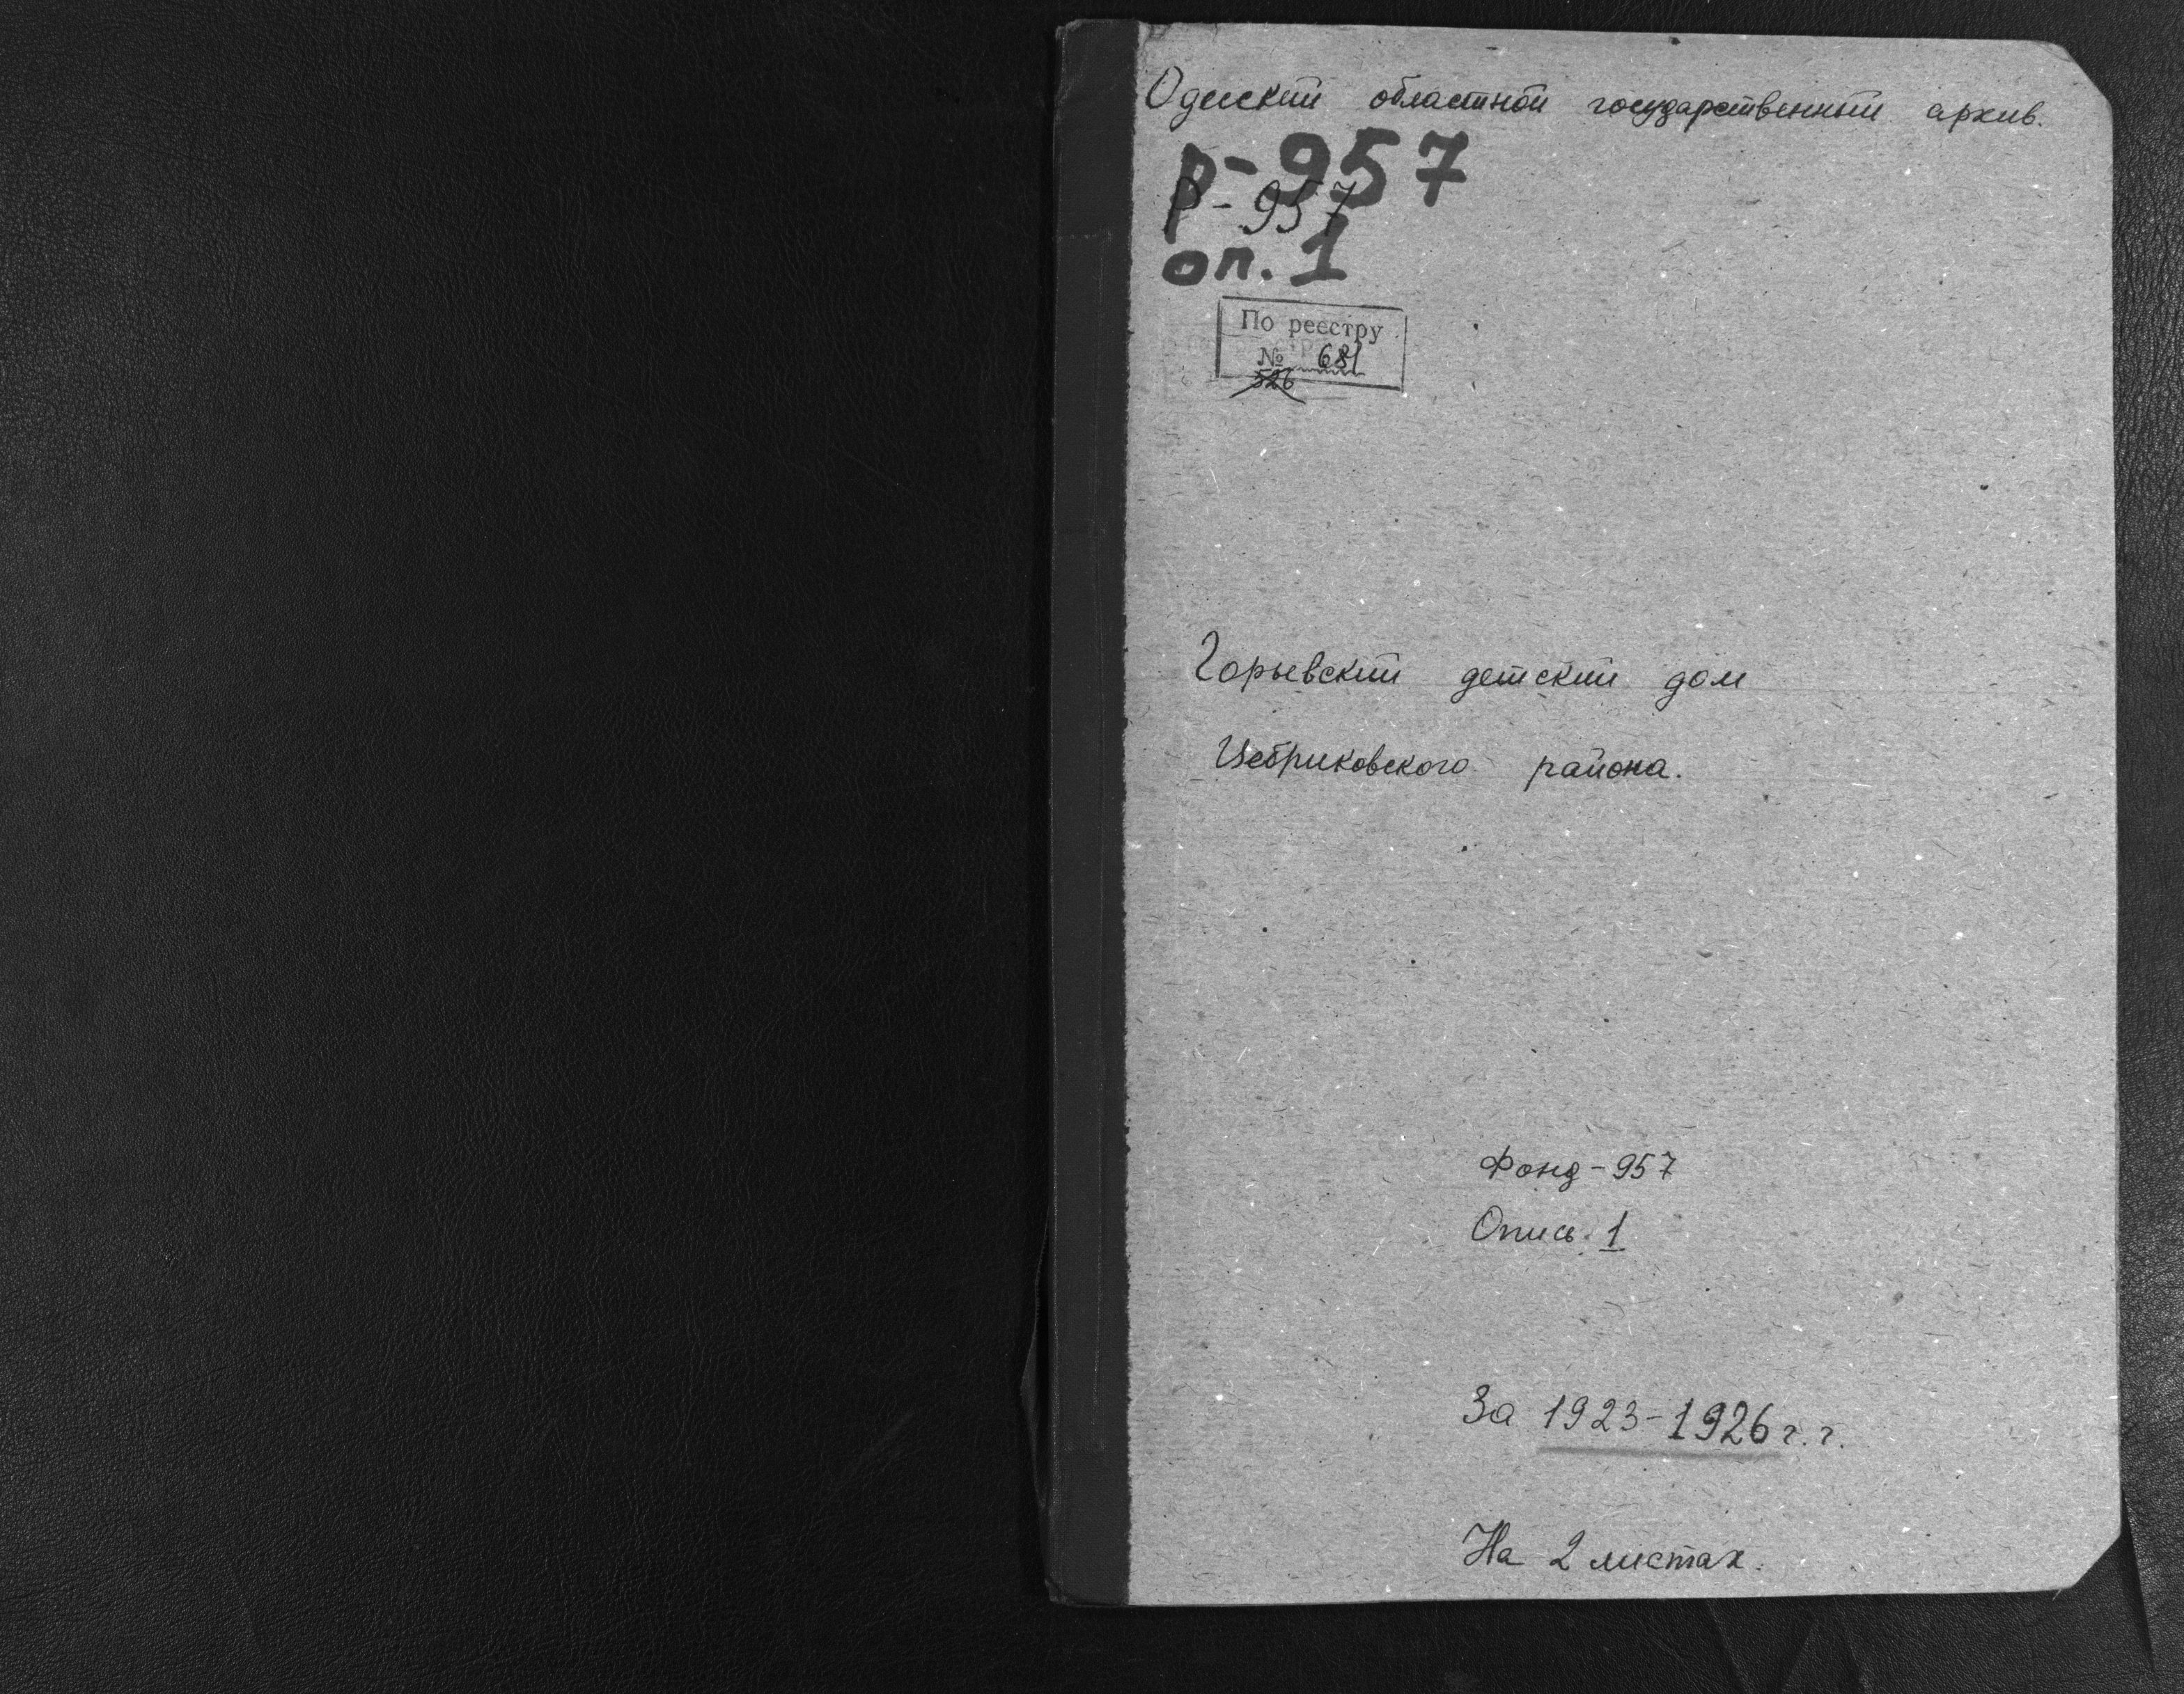 Одесский областной государственный архив.
р-957
Р-957
оп. 1
По реестру
№ 681
526
Горьевский детский дом
Цебриковского района.
Фонд-957
Опись 1
За 1923-1926 г.г.
На 2 листах.